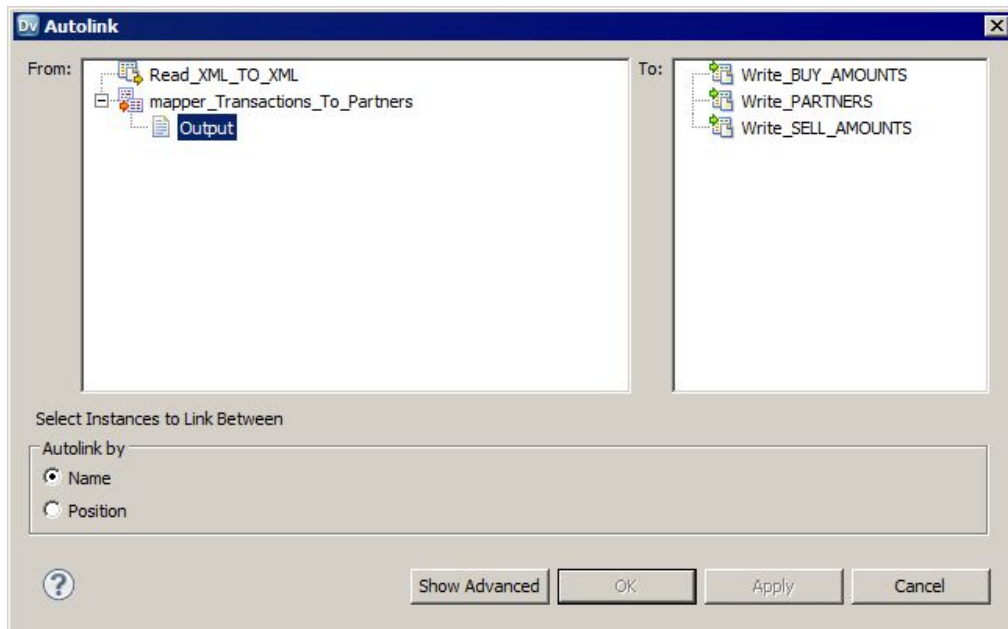 Dv Autolink
From:
Read_XML_TO_XML
mapper_Transactions_To_Partners
Output
To:
Write_BUY_AMOUNTS
Write_PARTNERS
Write_SELL_AMOUNTS
Select Instances to Link Between
Autolink by
Name
Position
?
Show Advanced
OK
Apply
Cancel